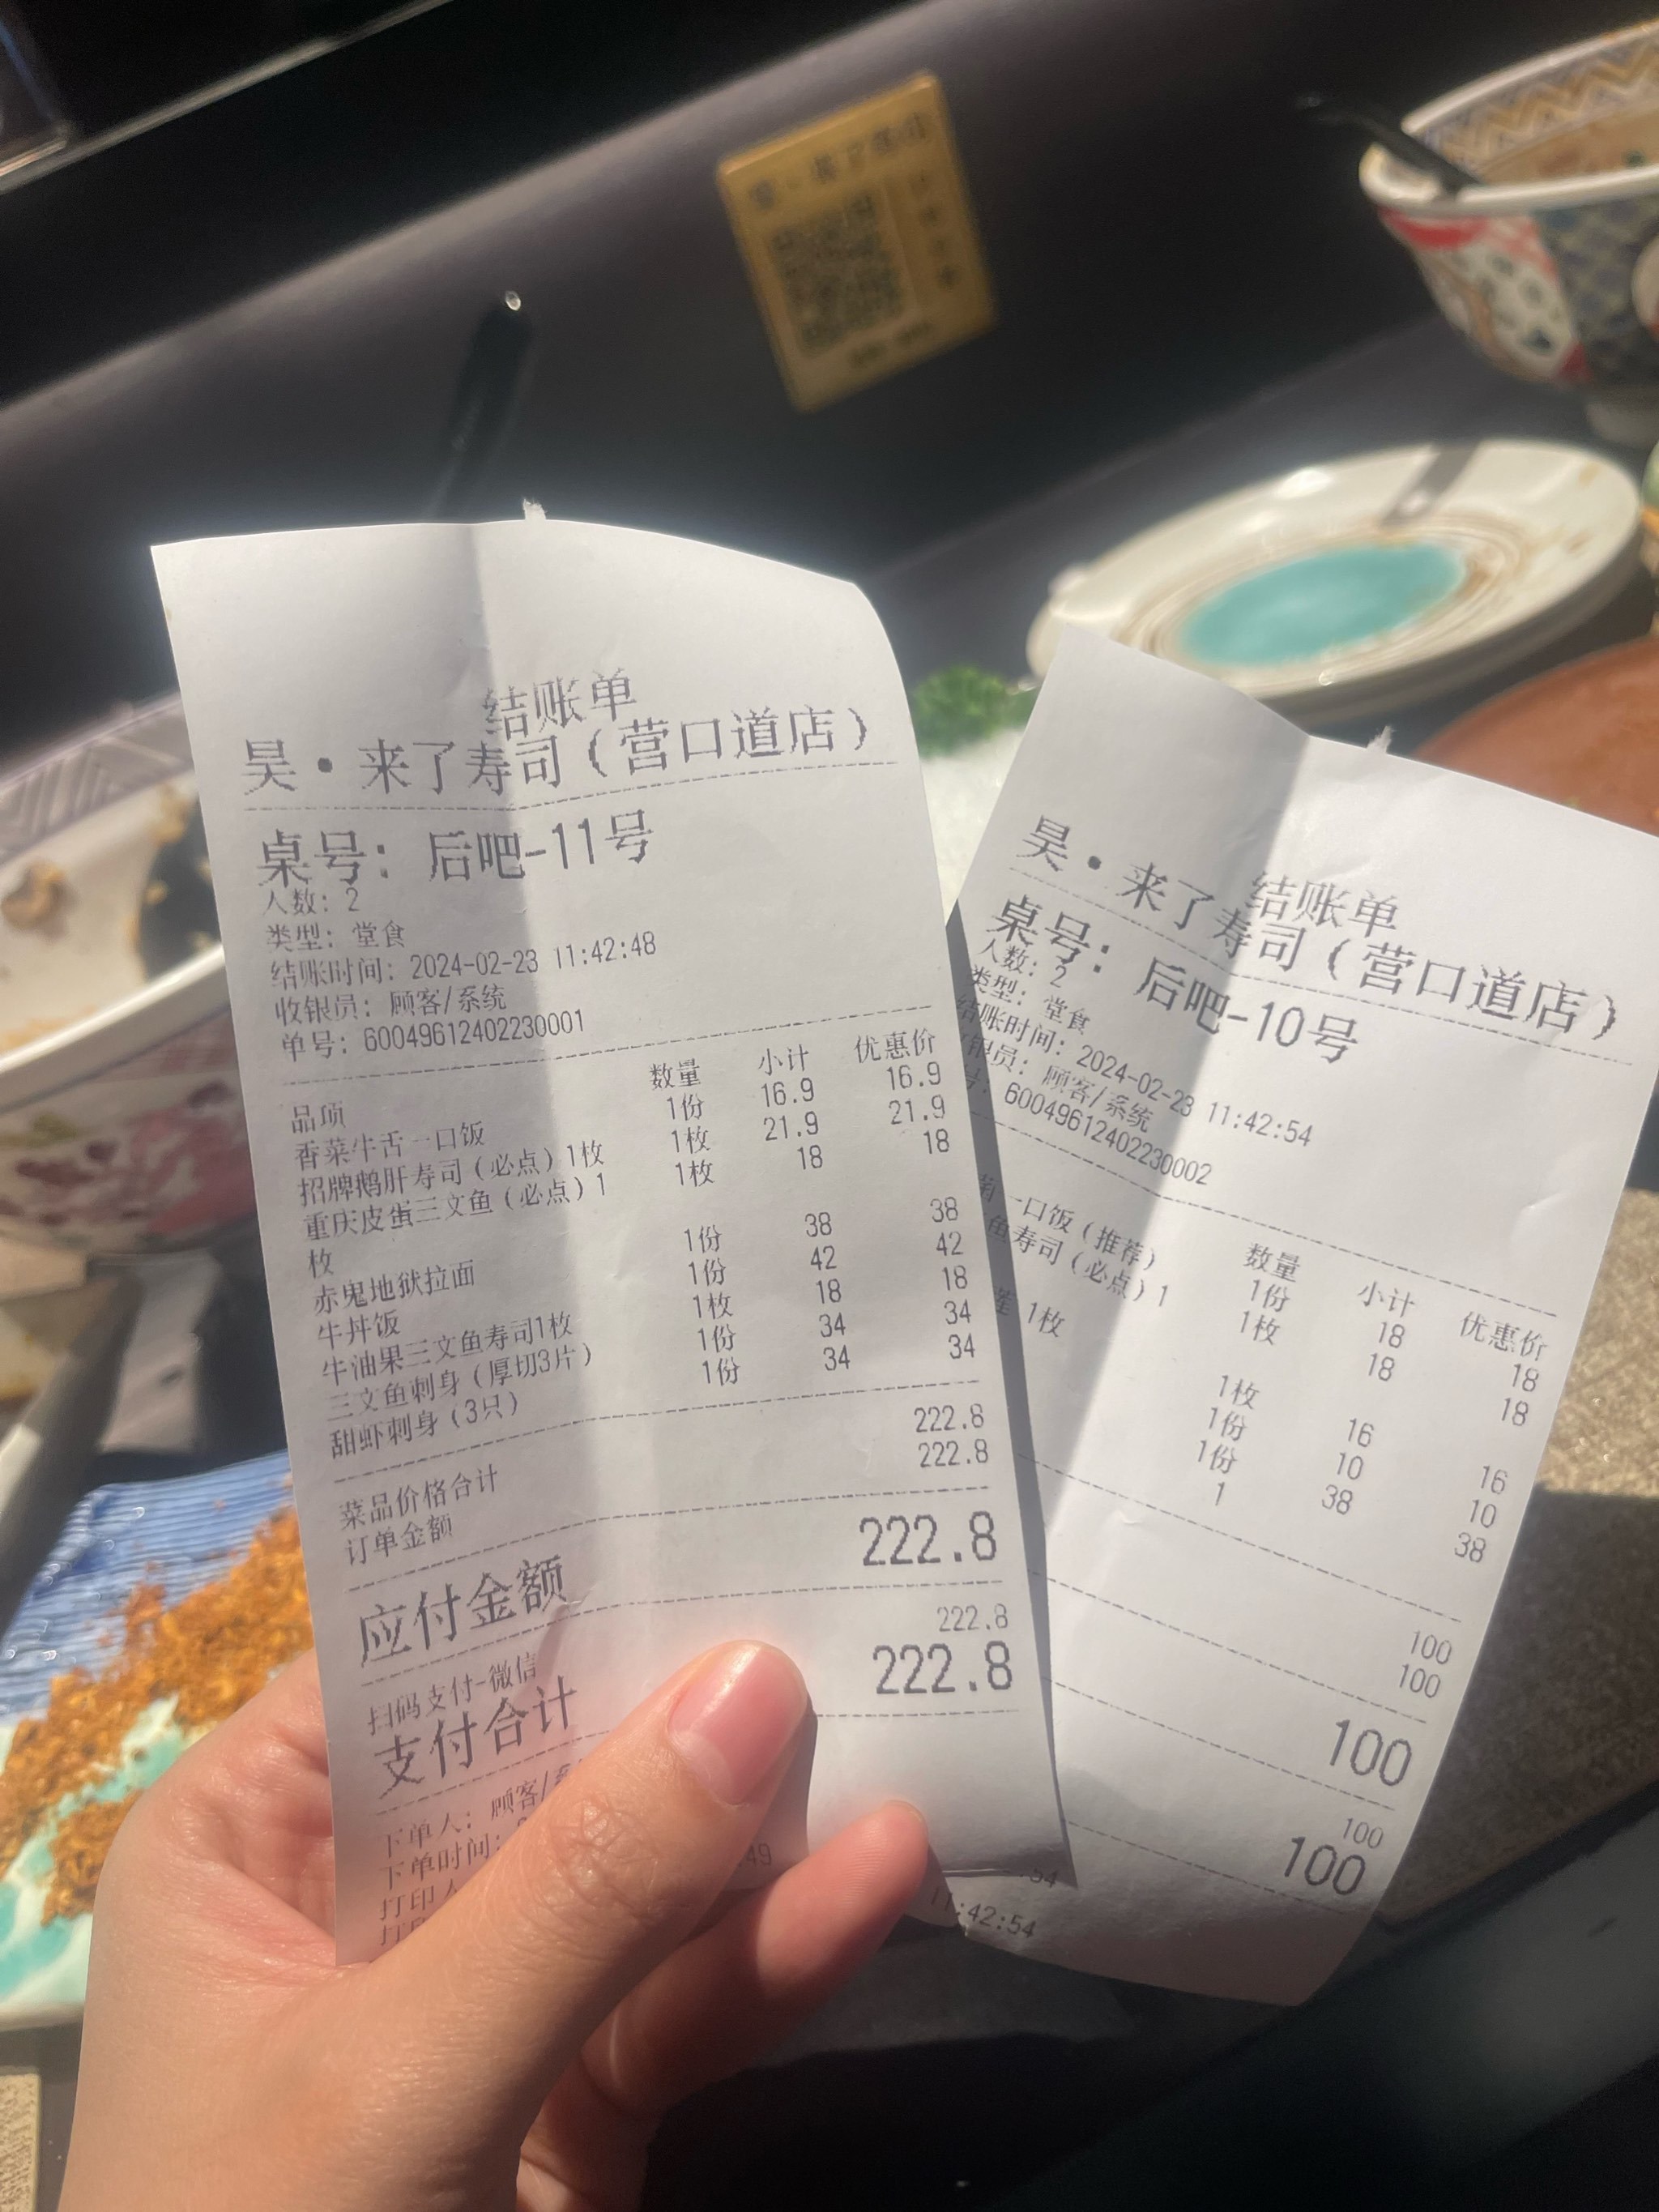 结账单
昊·来了寿司(营口道店)
桌号: 后吧-11号
人数: 2
类型: 堂食
结账时间: 2024-02-23 11:42:48
收银员: 顾客/系统
单号: 60049612402230001
品项 数量 小计 优惠价
香菜牛舌一口饭 1份 16.9 16.9
招牌鹅肝寿司(必点)1枚 1枚 21.9 21.9
重庆皮蛋三文鱼(必点)1 1枚 18 18
枚
赤鬼地狱拉面 1份 38 38
牛丼饭 1份 42 42
牛油果三文鱼寿司1枚 1枚 18 18
三文鱼刺身(厚切3片) 1份 34 34
甜虾刺身(3只) 1份 34 34
菜品价格合计 222.8
订单金额 222.8
应付金额 222.8
扫码支付-微信 222.8
支付合计 222.8
下单人: 顾客/
下单时间:
打印人
:49
结账单
昊·来了寿司(营口道店)
桌号: 后吧-10号
人数: 2
类型: 堂食
结账时间: 2024-02-23 11:42:54
银员: 顾客/系统
号: 60049612402230002
数量 小计 优惠价
一口饭(推荐) 1份 18 18
鱼寿司(必点)1 1枚 18 18
1枚 1枚 16 16
1份 10 10
1份 38 38
1
100
100
100
100
100
:54
11:42:54